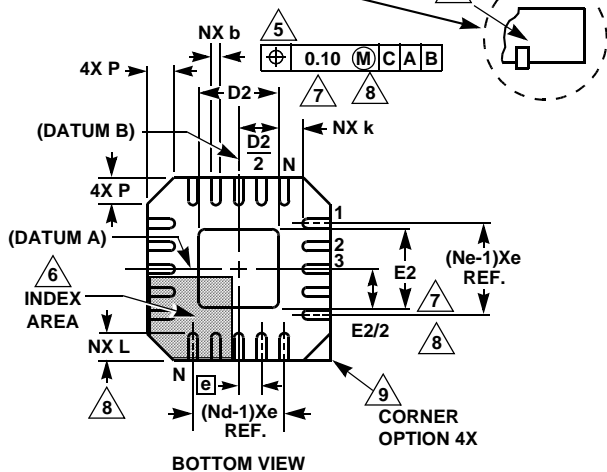 NX b
5
0.10 M C A B
4X P
D2
7
8
(DATUM B)
D2
2
NX k
N
4X P
1
(DATUM A)
2
3
E2
(Ne-1)Xe
REF.
6
INDEX
AREA
7
E2/2
8
NX L
N
e
9
8
(Nd-1)Xe
REF.
CORNER
OPTION 4X
BOTTOM VIEW